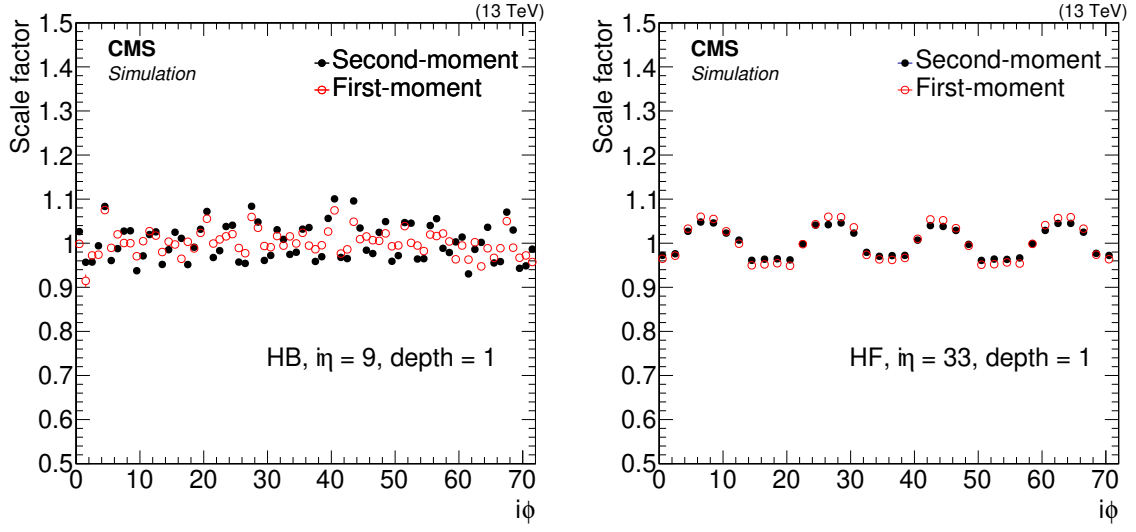 (13 TeV)
CMS
Simulation
Second-moment
First-moment
Scale factor
1.5
1.4
1.3
1.2
1.1
1
0.9
0.8
0.7
0.6
0.5
HB, iη = 9, depth = 1
0 10 20 30 40 50 60 70
iϕ
(13 TeV)
CMS
Simulation
Second-moment
First-moment
Scale factor
1.5
1.4
1.3
1.2
1.1
1
0.9
0.8
0.7
0.6
0.5
HF, iη = 33, depth = 1
0 10 20 30 40 50 60 70
iϕ